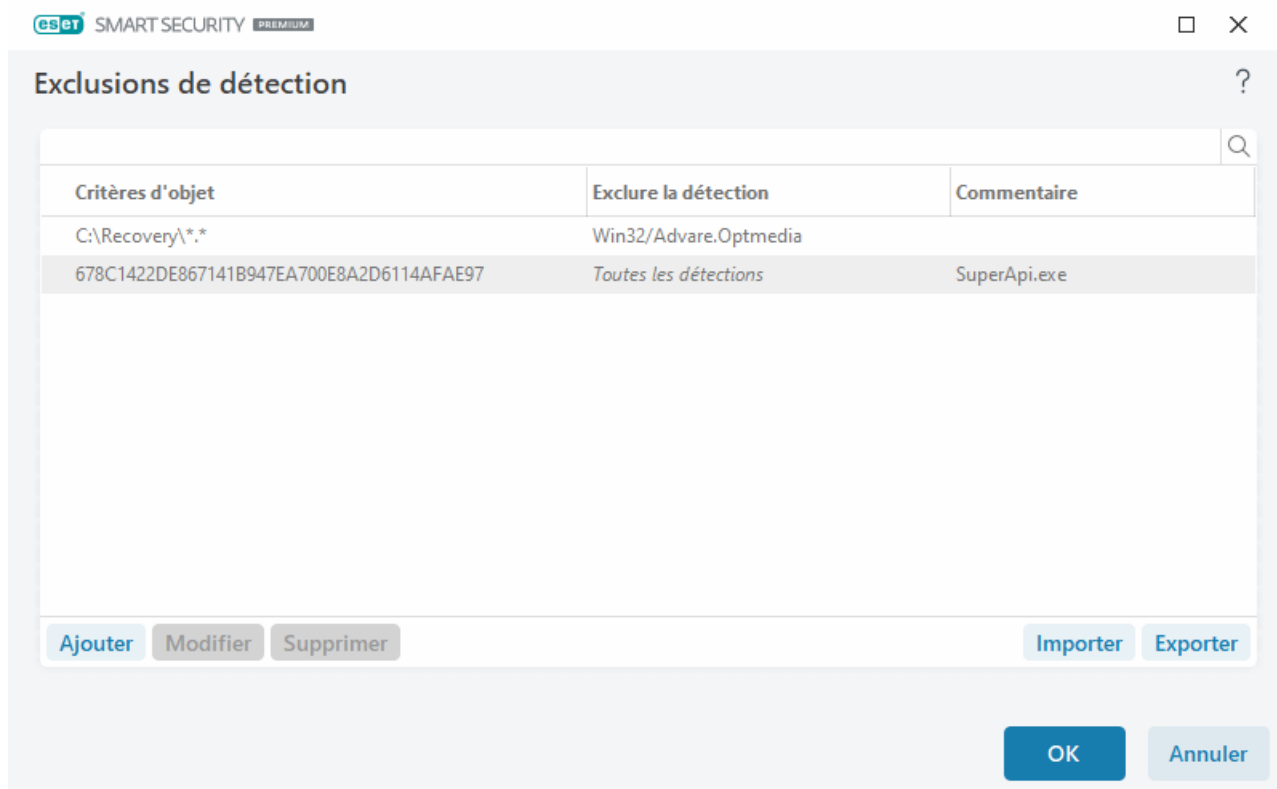 eset SMART SECURITY PREMIUM
Exclusions de détection
?
Critères d'objet Exclure la détection Commentaire
C:\Recovery\*.* Win32/Advare.Optmedia
678C1422DE867141B947EA700E8A2D6114AFAE97 Toutes les détections SuperApi.exe
Ajouter Modifier Supprimer Importer Exporter
OK Annuler